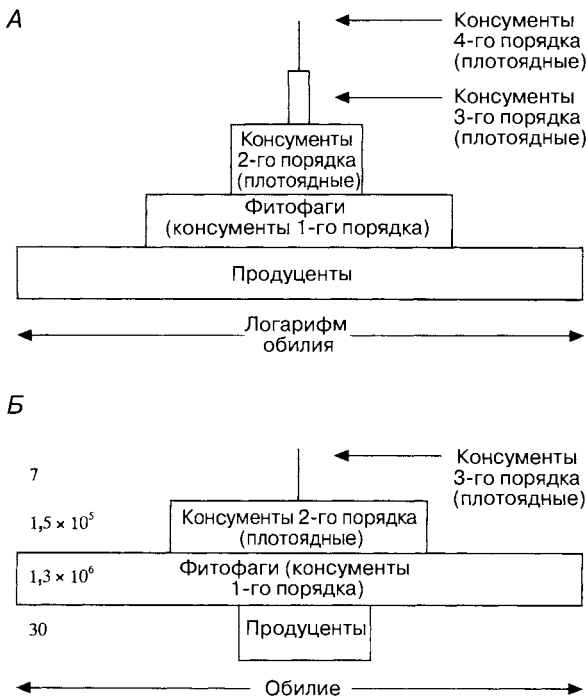 А
Консументы
4-го порядка
(плотоядные)
Консументы
3-го порядка
(плотоядные)
Консументы
2-го порядка
(плотоядные)
Фитофаги
(консументы 1-го порядка)
Продуценты
Логарифм
обилия
Б
Консументы
3-го порядка
(плотоядные)
7
1,5 × 10⁵
Консументы 2-го порядка
(плотоядные)
1,3 × 10⁶
Фитофаги (консументы
1-го порядка)
30
Продуценты
Обилие